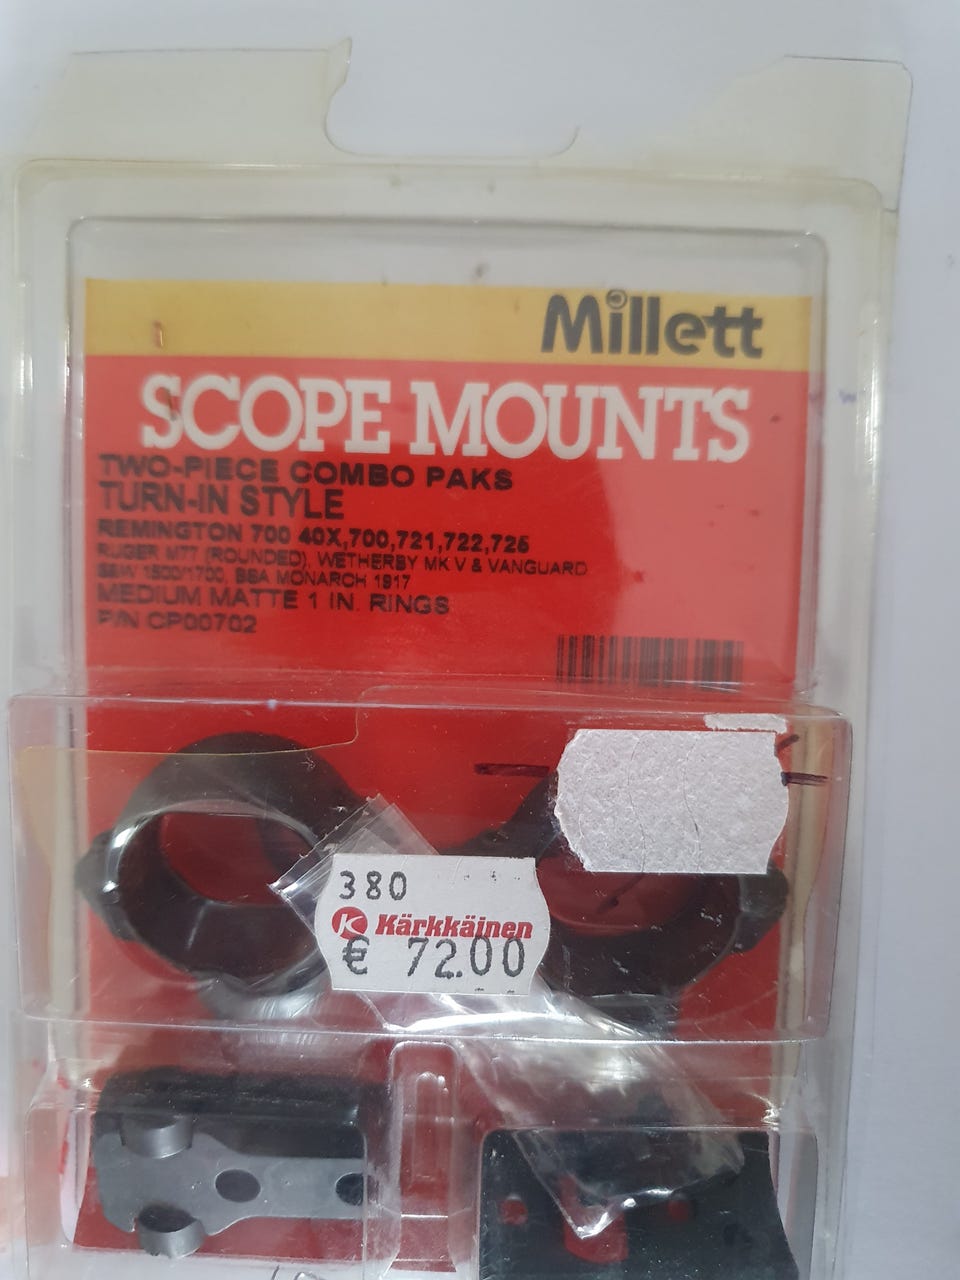 Millett
SCOPE MOUNTS
TWO-PIECE COMBO PAKS
TURN-IN STYLE
REMINGTON 700 40X,700,721,722,725
RUGER M77 (ROUNDED), WETHERBY MK V & VANGUARD
S&W 1500/1700, BSA MONARCH 1917
MEDIUM MATTE 1 IN. RINGS
P/N CP00702
380
K Kärkkäinen
€ 72.00